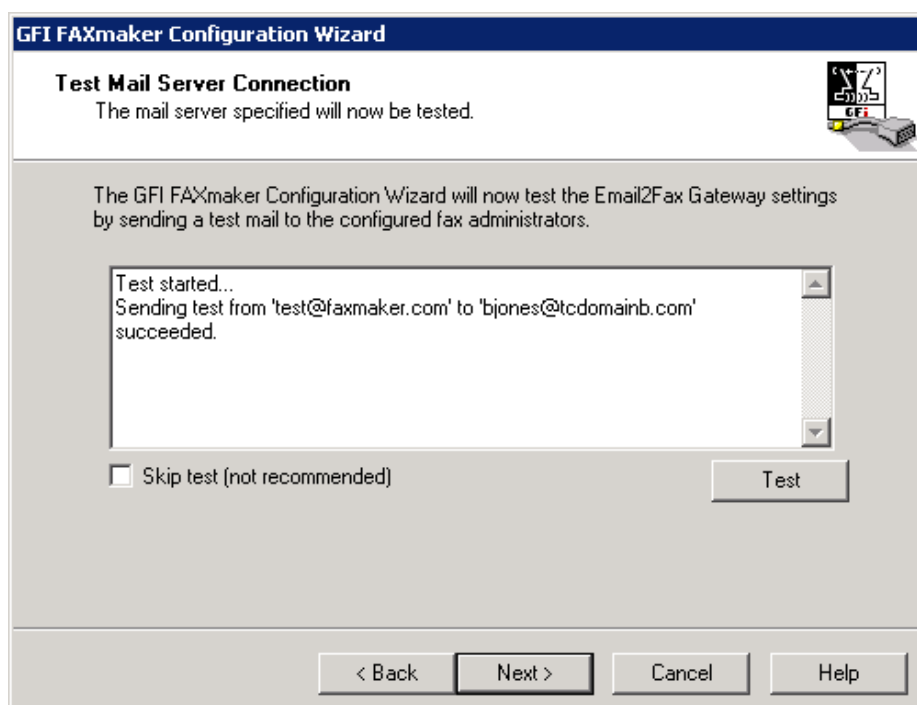 GFI FAXmaker Configuration Wizard
Test Mail Server Connection
The mail server specified will now be tested.
GFi
The GFI FAXmaker Configuration Wizard will now test the Email2Fax Gateway settings
by sending a test mail to the configured fax administrators.
Test started...
Sending test from 'test@faxmaker.com' to 'bjones@tcdomainb.com'
succeeded.
Skip test (not recommended)
Test
< Back
Next >
Cancel
Help